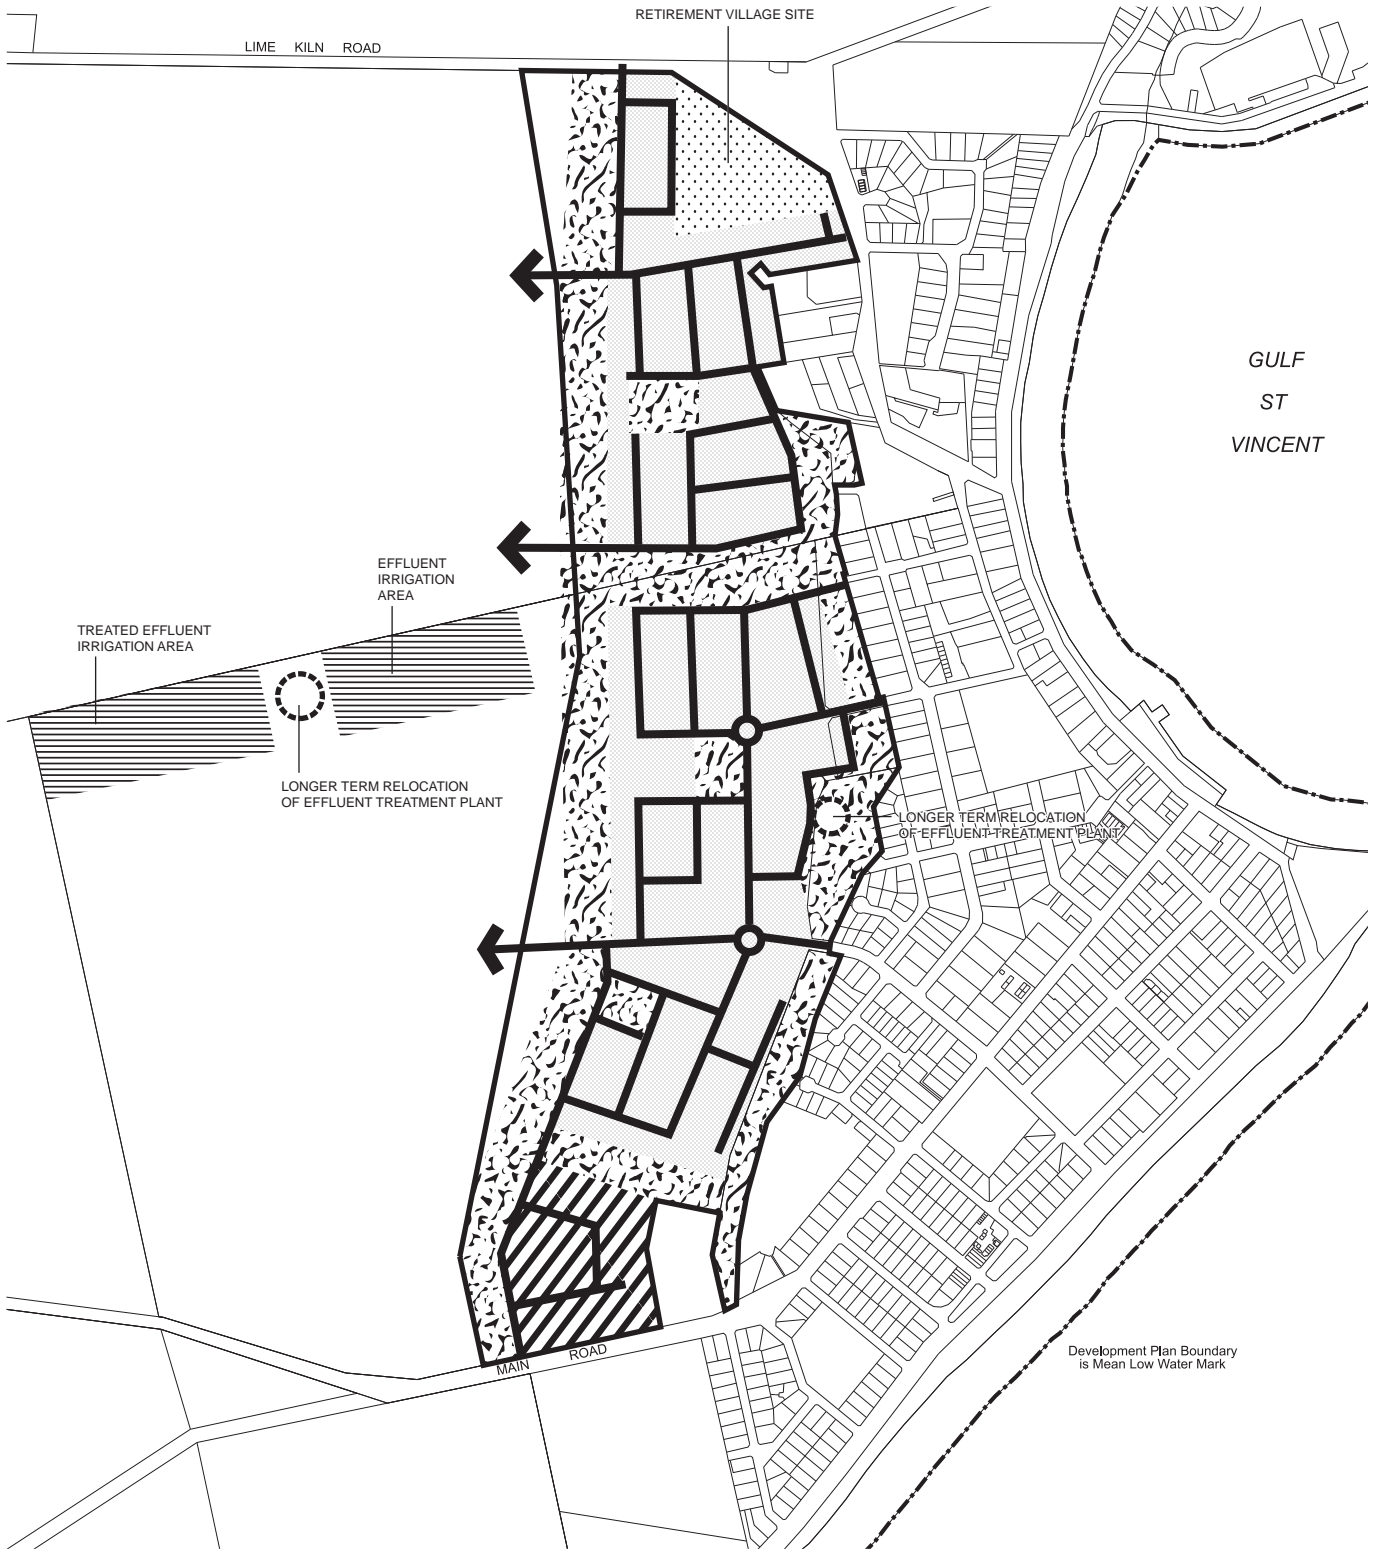 RETIREMENT VILLAGE SITE
LIME KILN ROAD
GULF
ST
VINCENT
EFFLUENT
IRRIGATION
AREA
TREATED EFFLUENT
IRRIGATION AREA
LONGER TERM RELOCATION
OF EFFLUENT TREATMENT PLANT
LONGER TERM RELOCATION
OF EFFLUENT TREATMENT PLANT
MAIN ROAD
Development Plan Boundary
is Mean Low Water Mark